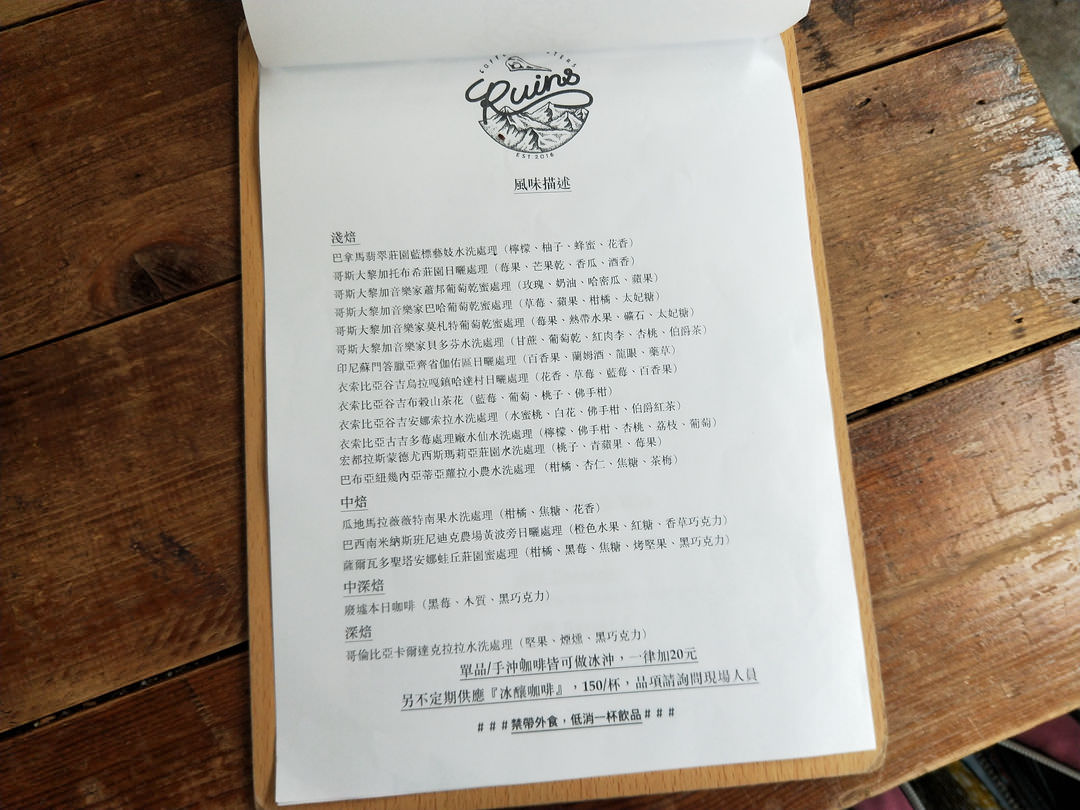 Ruins
EST 2016
風味描述
淺焙
巴拿馬翡翠莊園藍標藝妓水洗處理（檸檬、柚子、蜂蜜、花香）
哥斯大黎加托布希莊園日曬處理（莓果、芒果乾、香瓜、酒香）
哥斯大黎加音樂家蕭邦葡萄乾蜜處理（玫瑰、奶油、哈密瓜、蘋果）
哥斯大黎加音樂家巴哈葡萄乾蜜處理（草莓、蘋果、柑橘、太妃糖）
哥斯大黎加音樂家莫札特葡萄乾蜜處理（莓果、熱帶水果、礦石、太妃糖）
哥斯大黎加音樂家貝多芬水洗處理（甘蔗、葡萄乾、紅肉李、杏桃、伯爵茶）
印尼蘇門答臘亞齊省伽佑區日曬處理（百香果、蘭姆酒、龍眼、藥草）
衣索比亞谷吉烏拉嘎鎮哈達村日曬處理（花香、草莓、藍莓、百香果）
衣索比亞谷吉布穀山茶花（藍莓、葡萄、桃子、佛手柑）
衣索比亞谷吉安娜索拉水洗處理（水蜜桃、白花、佛手柑、伯爵紅茶）
衣索比亞古吉多莓處理廠水仙水洗處理（檸檬、佛手柑、杏桃、荔枝、葡萄）
宏都拉斯蒙德尤西斯瑪莉亞莊園水洗處理（桃子、青蘋果、莓果）
巴布亞紐幾內亞蒂亞蘿拉小農水洗處理（柑橘、杏仁、焦糖、茶梅）
中焙
瓜地馬拉薇薇特南果水洗處理（柑橘、焦糖、花香）
巴西南米納斯班尼迪克農場黃波旁日曬處理（橙色水果、紅糖、香草巧克力）
薩爾瓦多聖塔安娜蛙丘莊園蜜處理（柑橘、黑莓、焦糖、烤堅果、黑巧克力）
中深焙
廢墟本日咖啡（黑莓、木質、黑巧克力）
深焙
哥倫比亞卡爾達克拉拉水洗處理（堅果、煙燻、黑巧克力）
單品/手沖咖啡皆可做冰沖，一律加20元
另不定期供應『冰釀咖啡』，150/杯，品項請詢問現場人員
###禁帶外食，低消一杯飲品###